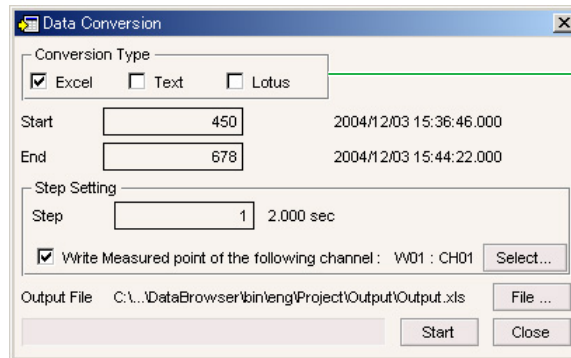 Data Conversion
Conversion Type
Excel Text Lotus
Start 450 2004/12/03 15:36:46.000
End 678 2004/12/03 15:44:22.000
Step Setting
Step 1 2.000 sec
Write Measured point of the following channel : W01 : CH01 Select...
Output File C:\...\DataBrowser\bin\eng\Project\Output\Output.xls File ...
Start Close